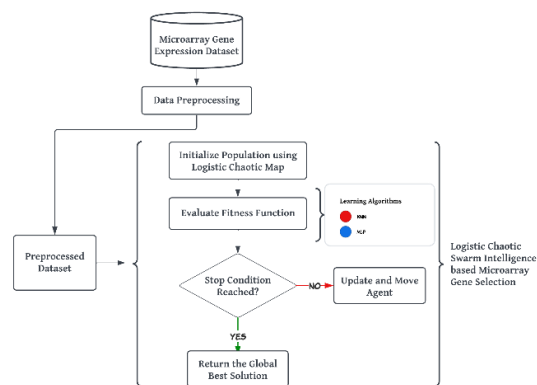 Microarray Gene
Expression Dataset
Data Preprocessing
Initialize Population using
Logistic Chaotic Map
Evaluate Fitness Function
Learning Algorithms
KNN
MLP
Preprocessed
Dataset
Stop Condition
Reached?
NO
Update and Move
Agent
Logistic Chaotic
Swarm Intelligence
based Microarray
Gene Selection
YES
Return the Global
Best Solution